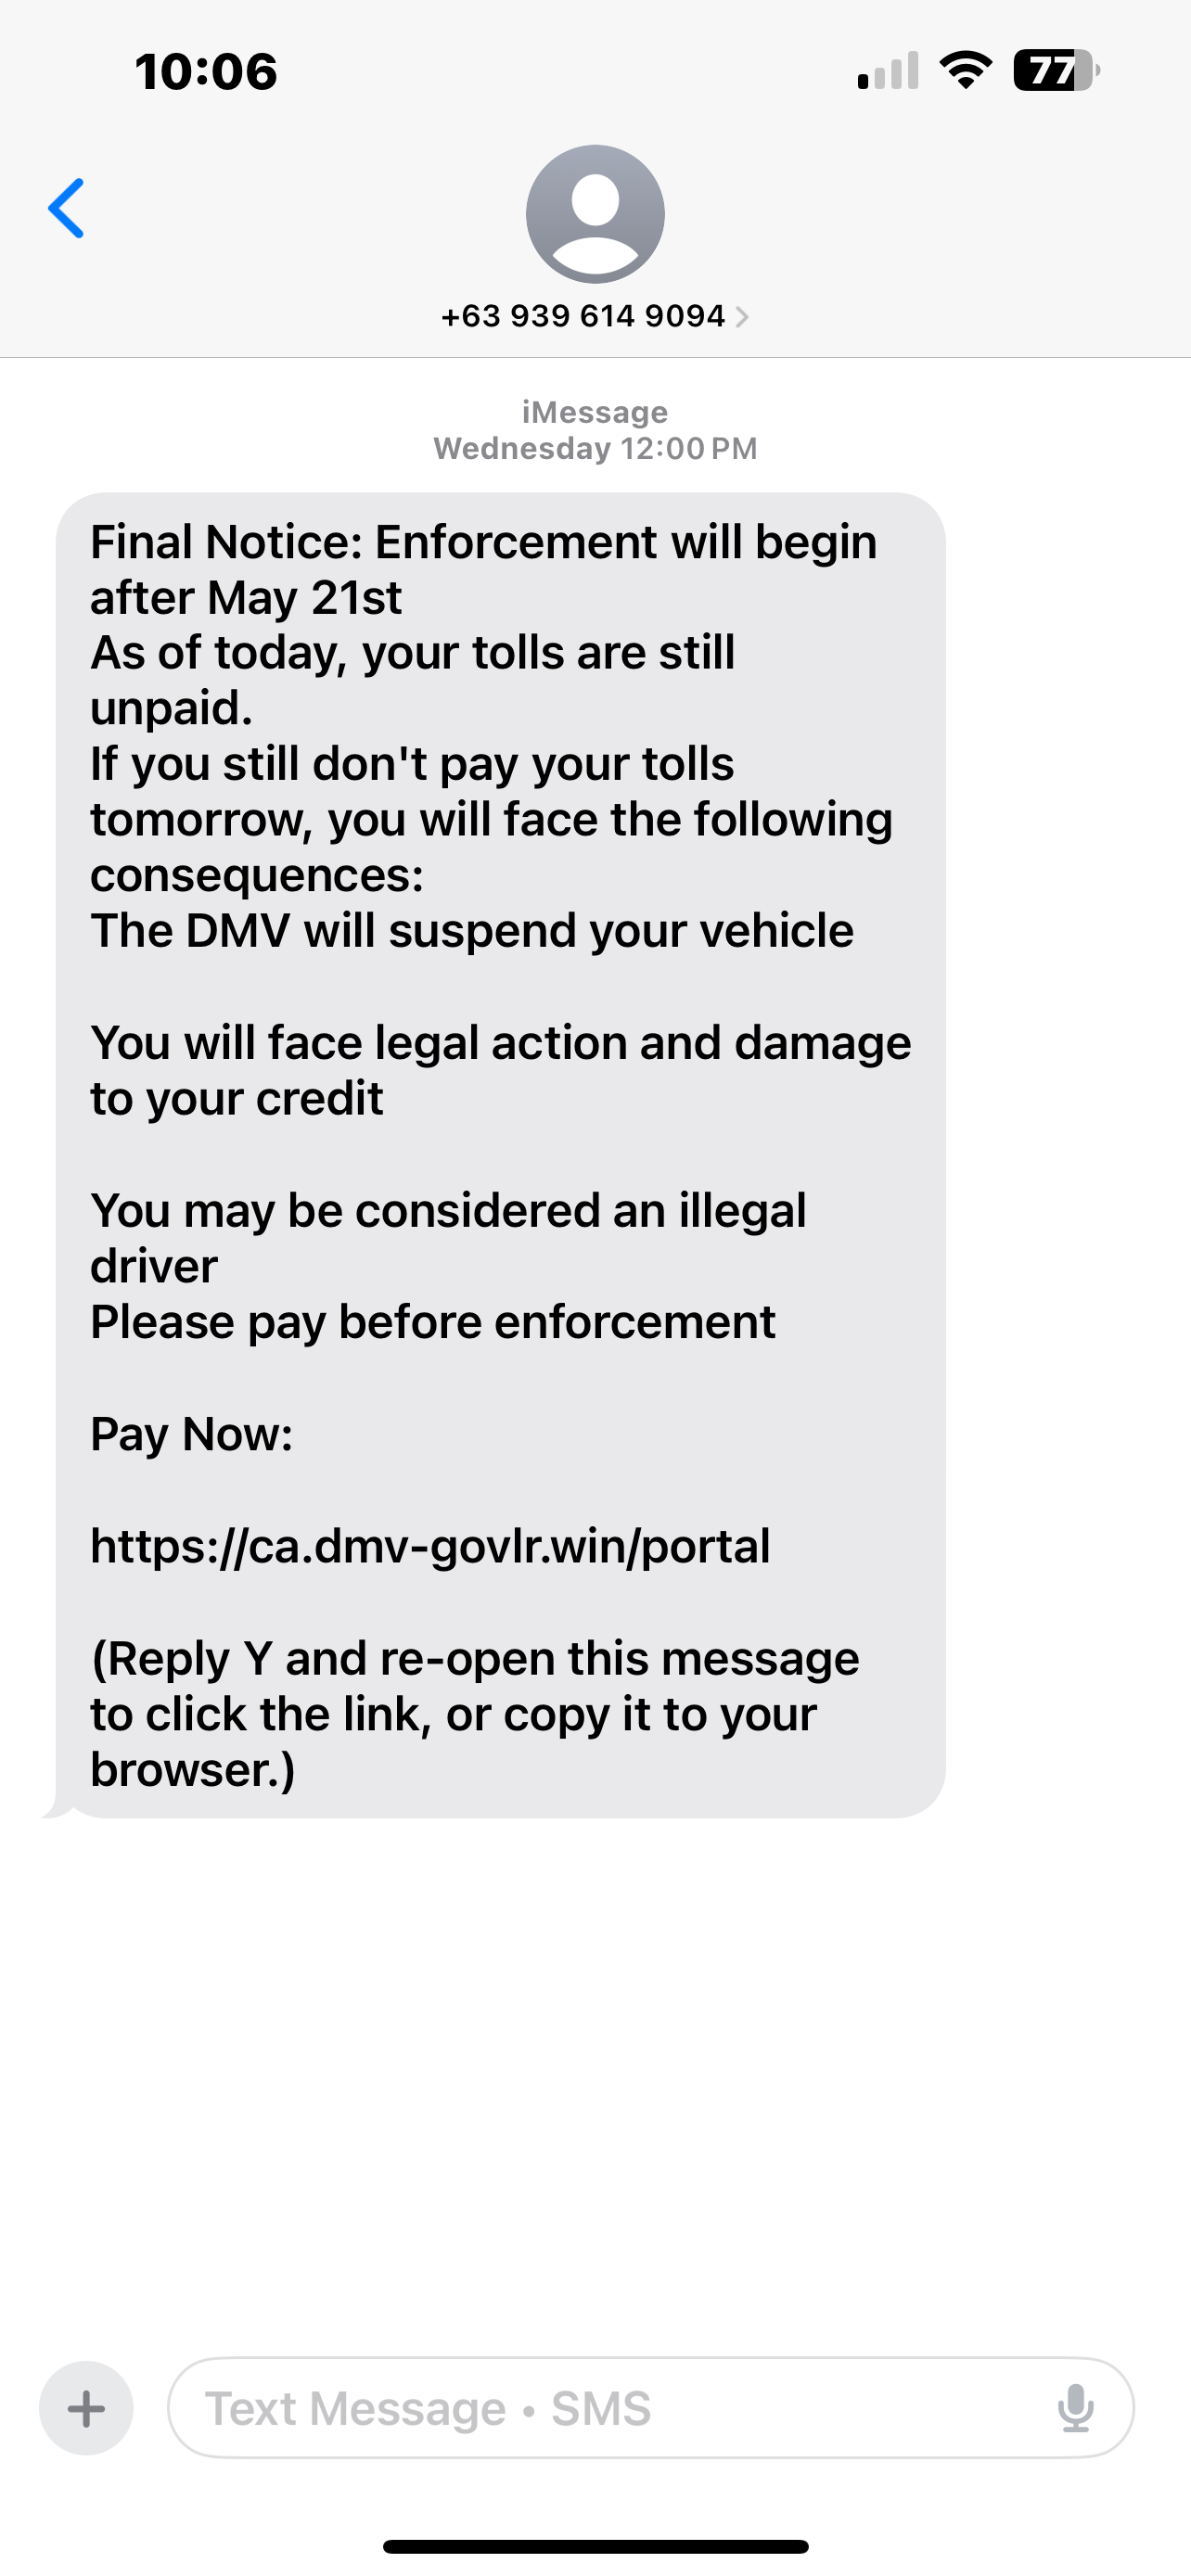 10:06
77
+63 939 614 9094
iMessage
Wednesday 12:00 PM
Final Notice: Enforcement will begin
after May 21st
As of today, your tolls are still
unpaid.
If you still don't pay your tolls
tomorrow, you will face the following
consequences:
The DMV will suspend your vehicle
You will face legal action and damage
to your credit
You may be considered an illegal
driver
Please pay before enforcement
Pay Now:
https://ca.dmv-govlr.win/portal
(Reply Y and re-open this message
to click the link, or copy it to your
browser.)
Text Message • SMS